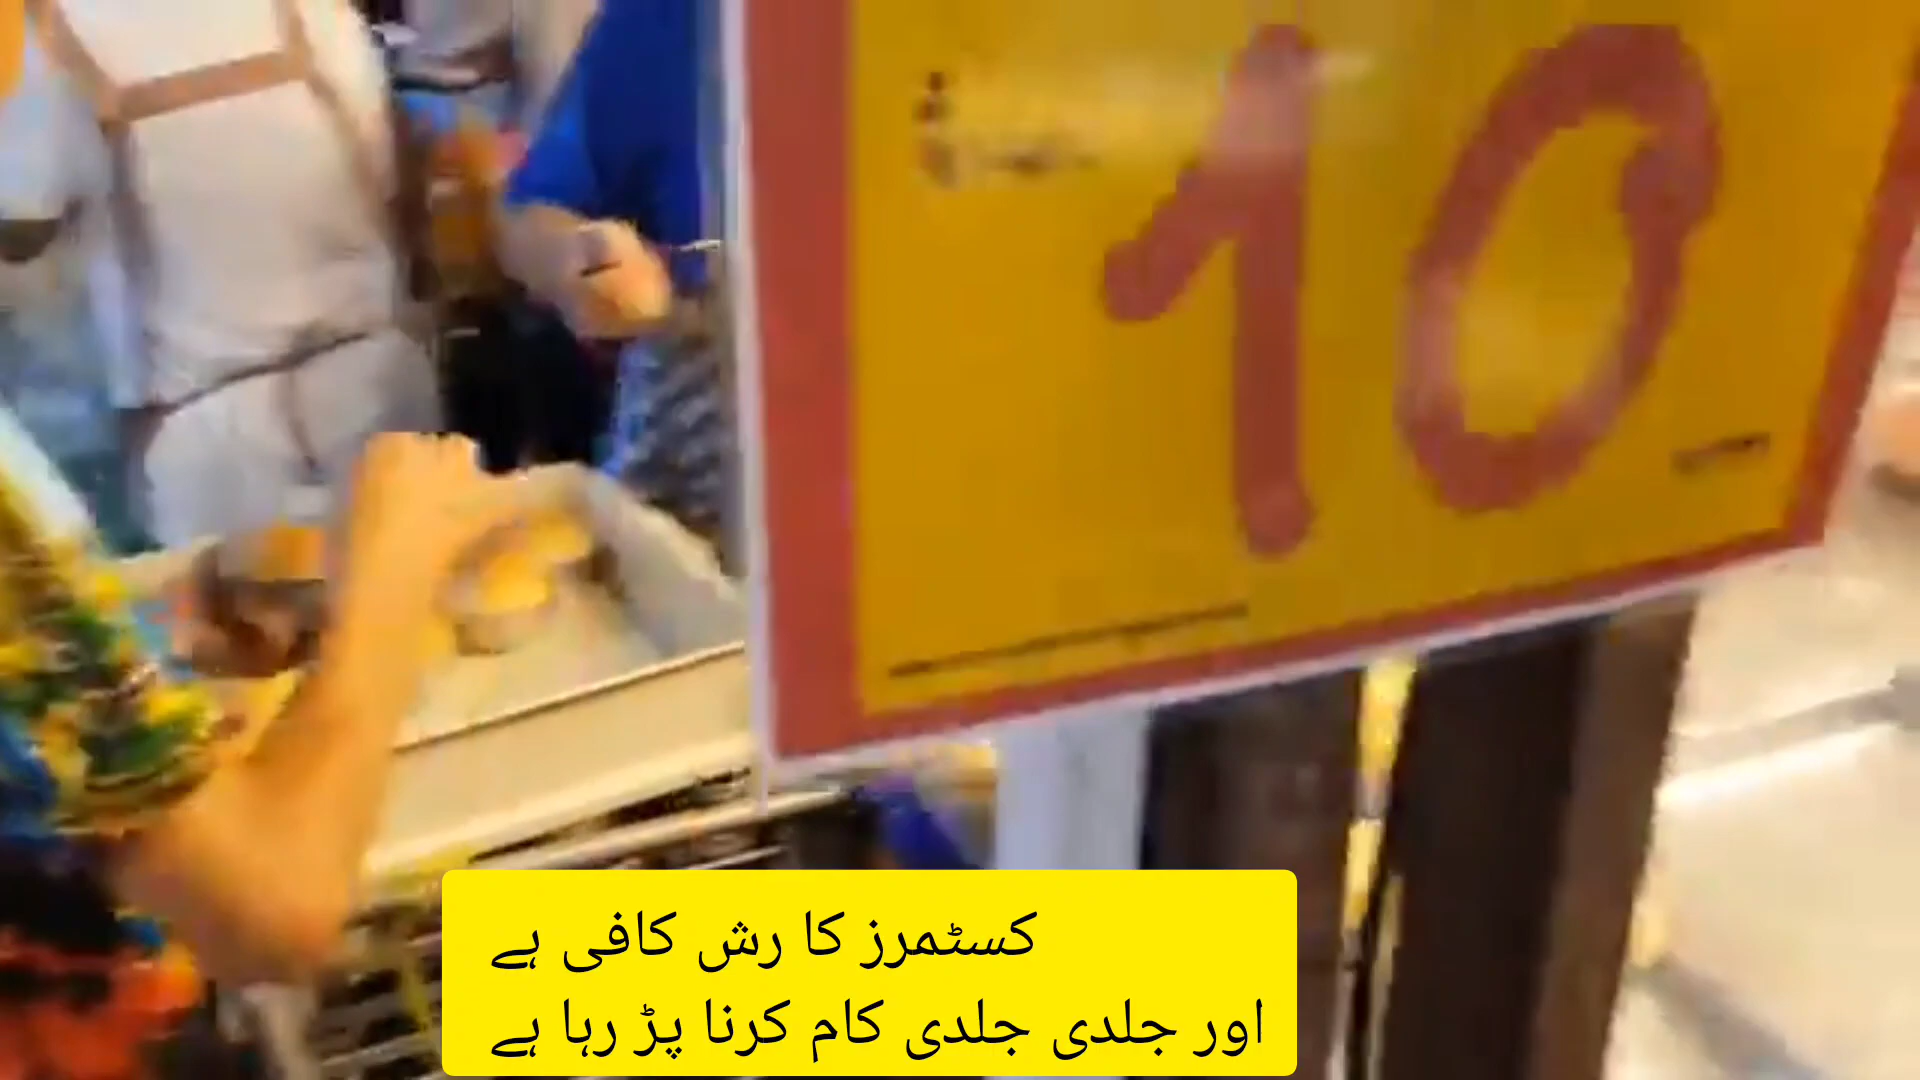 10
کسٹمرز کا رش کافی ہے
اور جلدی جلدی کام کرنا پڑ رہا ہے